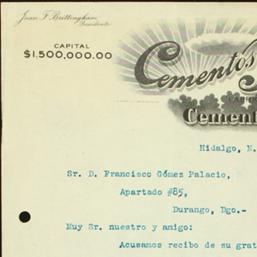 Juan F. Brittingham,
Presidente
CAPITAL
$1,500,000.00
Cementos
Cement
Hidalgo, N.
Sr. D. Francisco Gómez Palacio,
Apartado #85,
Durango, Dgo.-
Muy Sr. nuestro y amigo:
Acusamos recibo de su grat